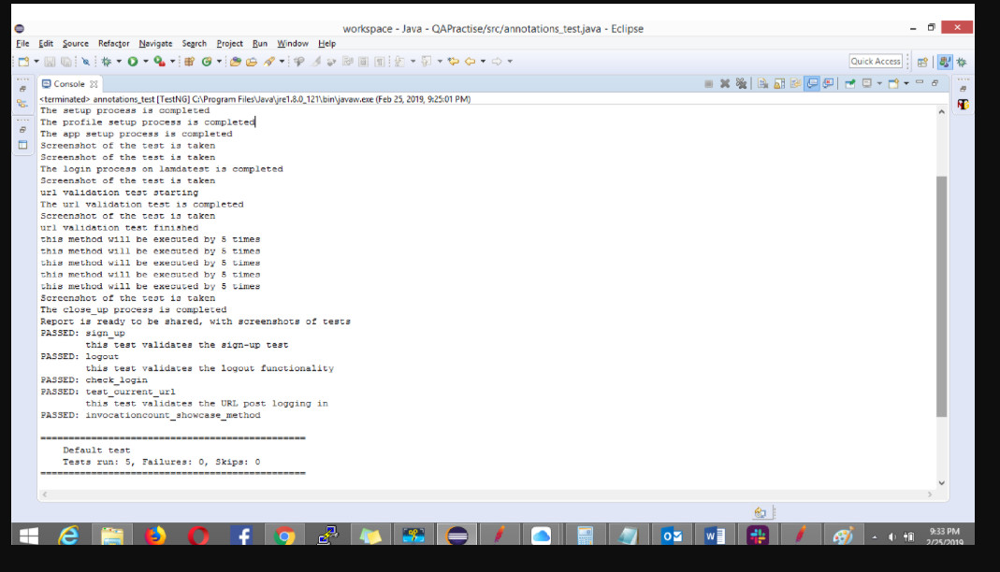 workspace - Java - QAPractise/src/annotations_test.java - Eclipse
File Edit Source Refactor Navigate Search Project Run Window Help
Quick Access
Console
<terminated> annotations_test [TestNG] C:\Program Files\Java\jre1.8.0_121\bin\javaw.exe (Feb 25, 2019, 9:25:01 PM)
The setup process is completed
The profile setup process is completed
The app setup process is completed
Screenshot of the test is taken
Screenshot of the test is taken
The login process on lamdatest is completed
Screenshot of the test is taken
url validation test starting
The url validation test is completed
Screenshot of the test is taken
url validation test finished
this method will be executed by 5 times
this method will be executed by 5 times
this method will be executed by 5 times
this method will be executed by 5 times
this method will be executed by 5 times
Screenshot of the test is taken
The close_up process is completed
Report is ready to be shared, with screenshots of tests
PASSED: sign_up
this test validates the sign-up test
PASSED: logout
this test validates the logout functionality
PASSED: check_login
PASSED: test_current_url
this test validates the URL post logging in
PASSED: invocationcount_showcase_method
===============================================
Default test
Tests run: 5, Failures: 0, Skips: 0
===============================================
9:33 PM
2/25/2019